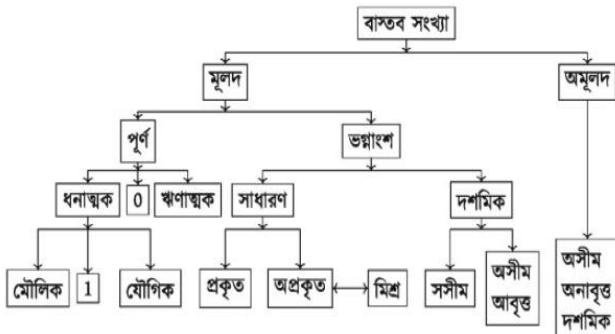 বাস্তব সংখ্যা
মূলদ
অমূলদ
পূর্ণ
ভগ্নাংশ
ধনাত্মক
0
ঋণাত্মক
সাধারণ
দশমিক
মৌলিক
1
যৌগিক
প্রকৃত
অপ্রকৃত
মিশ্র
সসীম
অসীম
আবৃত্ত
অসীম
অনাবৃত্ত
দশমিক